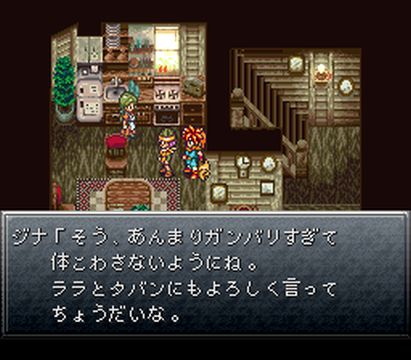 ジナ「そう、あんまりガンバリすぎて
体こわさないようにね。
ララとタバンにもよろしく言って
ちょうだいな。